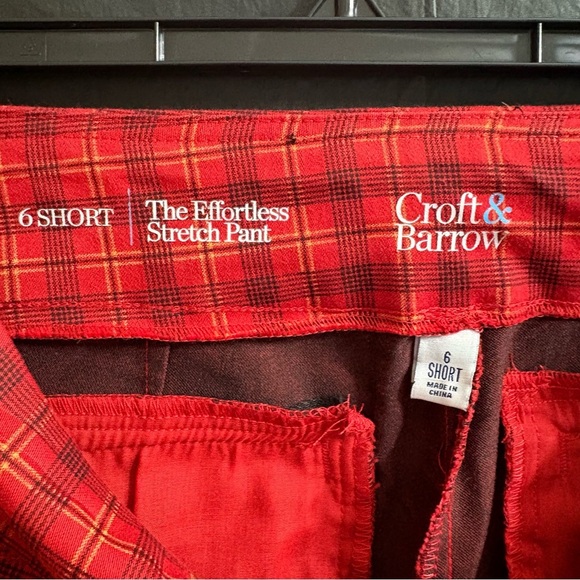 6 SHORT
The Effortless
Stretch Pant
Croft&
Barrow
6
SHORT
MADE IN
CHINA